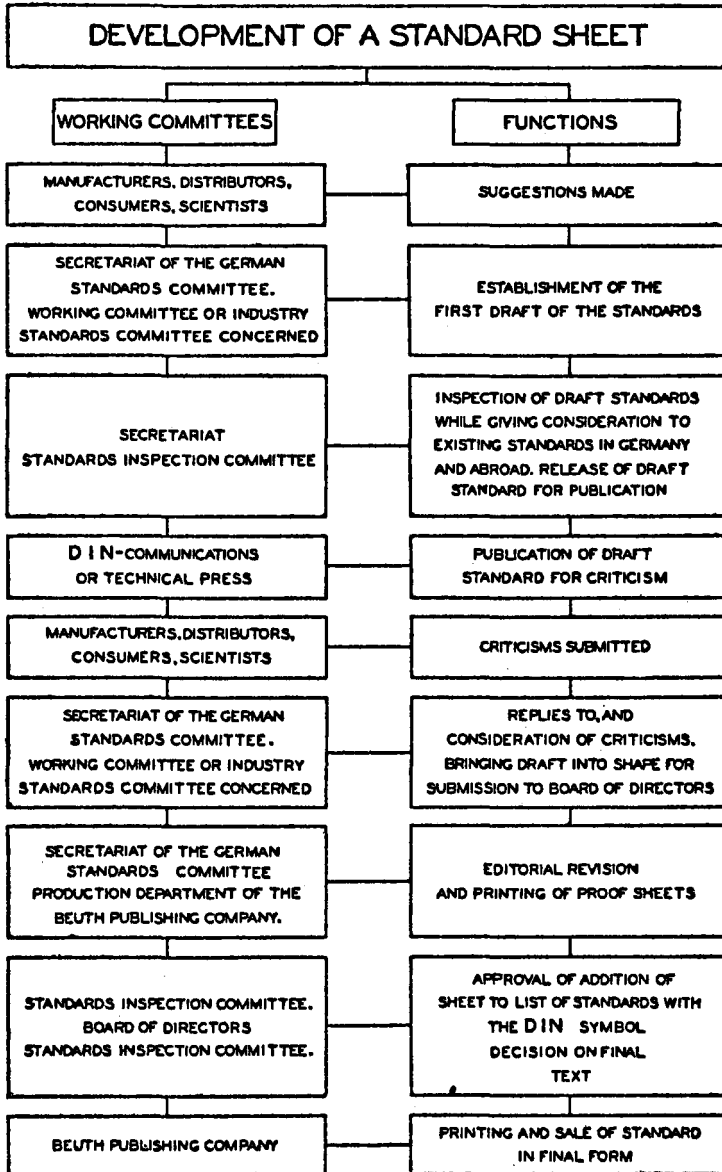 DEVELOPMENT OF A STANDARD SHEET
WORKING COMMITTEES
FUNCTIONS
MANUFACTURERS, DISTRIBUTORS,
CONSUMERS, SCIENTISTS
SUGGESTIONS MADE
SECRETARIAT OF THE GERMAN
STANDARDS COMMITTEE.
WORKING COMMITTEE OR INDUSTRY
STANDARDS COMMITTEE CONCERNED
ESTABLISHMENT OF THE
FIRST DRAFT OF THE STANDARDS
SECRETARIAT
STANDARDS INSPECTION COMMITTEE
INSPECTION OF DRAFT STANDARDS
WHILE GIVING CONSIDERATION TO
EXISTING STANDARDS IN GERMANY
AND ABROAD. RELEASE OF DRAFT
STANDARD FOR PUBLICATION
DIN-COMMUNICATIONS
OR TECHNICAL PRESS
PUBLICATION OF DRAFT
STANDARD FOR CRITICISM
MANUFACTURERS, DISTRIBUTORS,
CONSUMERS, SCIENTISTS
CRITICISMS SUBMITTED
SECRETARIAT OF THE GERMAN
STANDARDS COMMITTEE.
WORKING COMMITTEE OR INDUSTRY
STANDARDS COMMITTEE CONCERNED
REPLIES TO, AND
CONSIDERATION OF CRITICISMS.
BRINGING DRAFT INTO SHAPE FOR
SUBMISSION TO BOARD OF DIRECTORS
SECRETARIAT OF THE GERMAN
STANDARDS COMMITTEE
PRODUCTION DEPARTMENT OF THE
BEUTH PUBLISHING COMPANY.
EDITORIAL REVISION
AND PRINTING OF PROOF SHEETS
STANDARDS INSPECTION COMMITTEE.
BOARD OF DIRECTORS
STANDARDS INSPECTION COMMITTEE.
APPROVAL OF ADDITION OF
SHEET TO LIST OF STANDARDS WITH
THE DIN SYMBOL
DECISION ON FINAL
TEXT
BEUTH PUBLISHING COMPANY
PRINTING AND SALE OF STANDARD
IN FINAL FORM